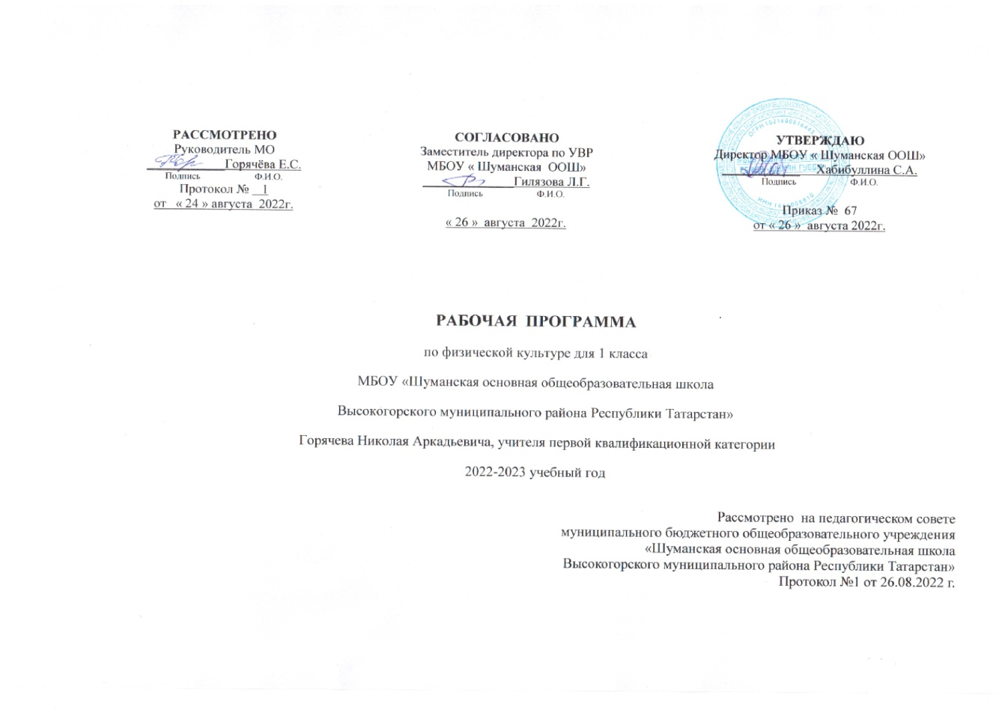 РАССМОТРЕНО
Руководитель МО
____________Горячёва Е.С.
Подпись Ф.И.О.
Протокол № __1
от « 24 » августа 2022г.
СОГЛАСОВАНО
Заместитель директора по УВР
МБОУ « Шуманская ООШ»
______________Гилязова Л.Г.
Подпись Ф.И.О.
« 26 » августа 2022г.
УТВЕРЖДАЮ
Директор МБОУ « Шуманская ООШ»
____________ Хабибуллина С.А.
Подпись Ф.И.О.
Приказ № 67
от « 26 » августа 2022г.
РАБОЧАЯ ПРОГРАММА
по физической культуре для 1 класса
МБОУ «Шуманская основная общеобразовательная школа
Высокогорского муниципального района Республики Татарстан»
Горячева Николая Аркадьевича, учителя первой квалификационной категории
2022-2023 учебный год
Рассмотрено на педагогическом совете
муниципального бюджетного общеобразовательного учреждения
«Шуманская основная общеобразовательная школа
Высокогорского муниципального района Республики Татарстан»
Протокол №1 от 26.08.2022 г.